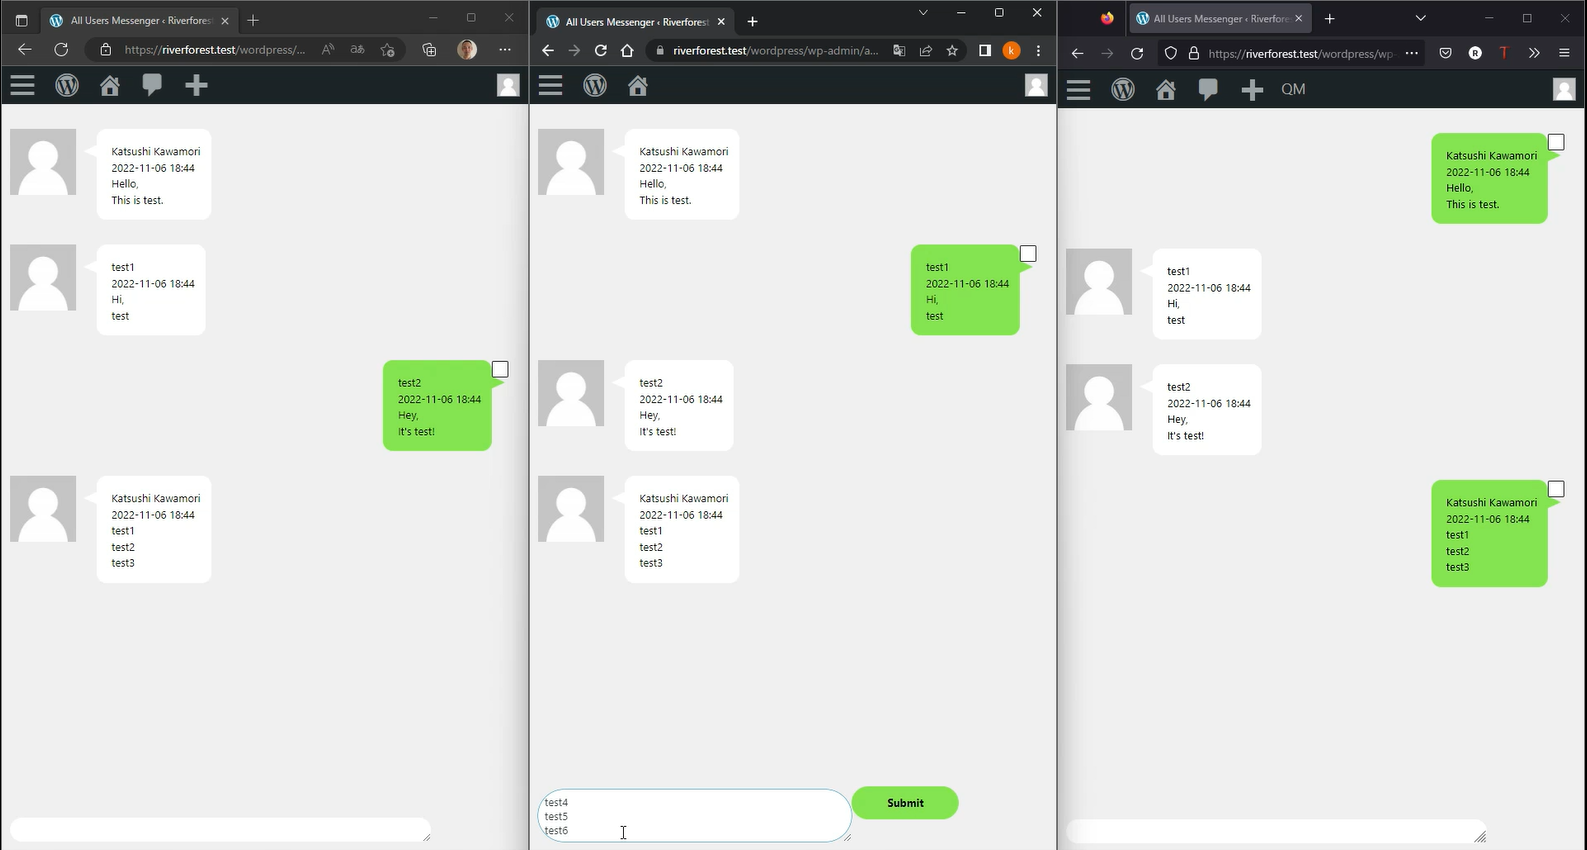 All Users Messenger ‹ Riverforest
https://riverforest.test/wordpress/...
Katsushi Kawamori
2022-11-06 18:44
Hello,
This is test.
test1
2022-11-06 18:44
Hi,
test
test2
2022-11-06 18:44
Hey,
It's test!
Katsushi Kawamori
2022-11-06 18:44
test1
test2
test3
All Users Messenger ‹ Riverforest
riverforest.test/wordpress/wp-admin/a...
k
Katsushi Kawamori
2022-11-06 18:44
Hello,
This is test.
test1
2022-11-06 18:44
Hi,
test
test2
2022-11-06 18:44
Hey,
It's test!
Katsushi Kawamori
2022-11-06 18:44
test1
test2
test3
test4
test5
test6
Submit
All Users Messenger ‹ Riverfores
https://riverforest.test/wordpress/wp-
R
T
QM
Katsushi Kawamori
2022-11-06 18:44
Hello,
This is test.
test1
2022-11-06 18:44
Hi,
test
test2
2022-11-06 18:44
Hey,
It's test!
Katsushi Kawamori
2022-11-06 18:44
test1
test2
test3